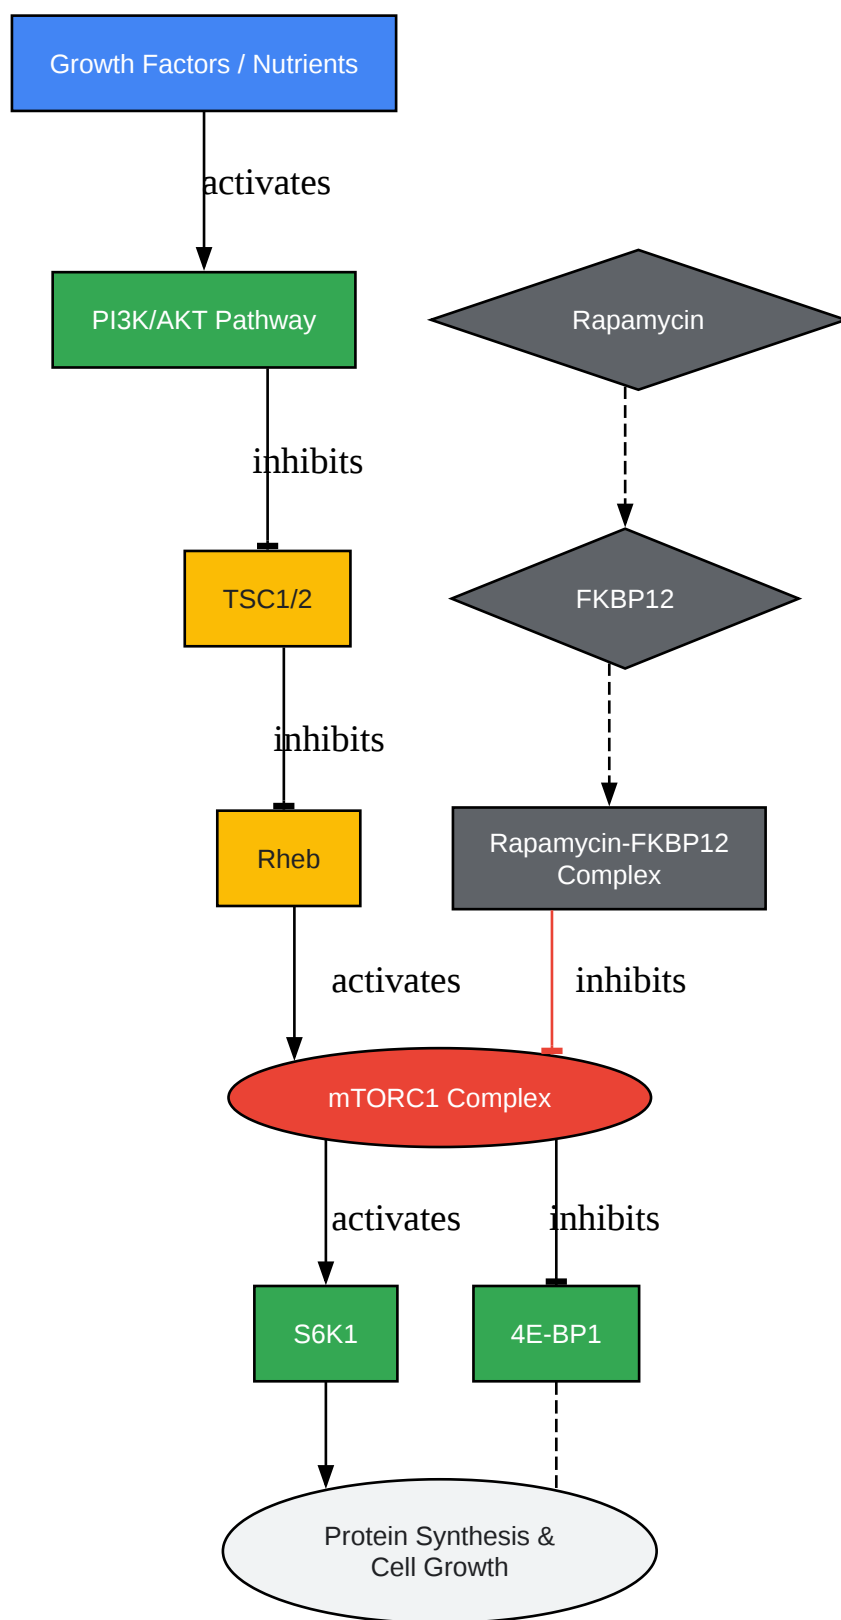 Growth Factors / Nutrients
activates
PI3K/AKT Pathway
Rapamycin
inhibits
TSC1/2
FKBP12
inhibits
Rheb
Rapamycin-FKBP12
Complex
activates
inhibits
mTORC1 Complex
activates
inhibits
S6K1
4E-BP1
Protein Synthesis &
Cell Growth